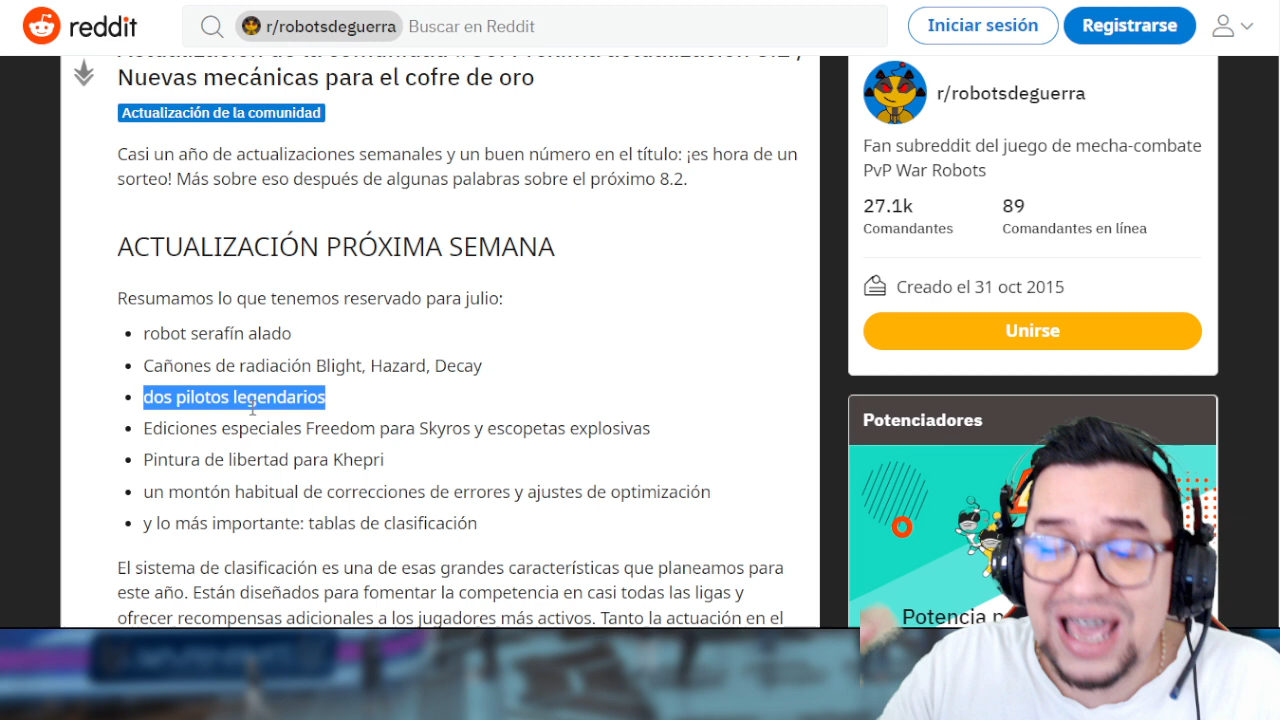 reddit
r/robotsdeguerra
Buscar en Reddit
Iniciar sesión
Registrarse
Nuevas mecánicas para el cofre de oro
Actualización de la comunidad
Casi un año de actualizaciones semanales y un buen número en el título: ¡es hora de un
sorteo! Más sobre eso después de algunas palabras sobre el próximo 8.2.
ACTUALIZACIÓN PRÓXIMA SEMANA
Resumamos lo que tenemos reservado para julio:
• robot serafín alado
• Cañones de radiación Blight, Hazard, Decay
• dos pilotos legendarios
• Ediciones especiales Freedom para Skyros y escopetas explosivas
• Pintura de libertad para Khepri
• un montón habitual de correcciones de errores y ajustes de optimización
• y lo más importante: tablas de clasificación
El sistema de clasificación es una de esas grandes características que planeamos para
este año. Están diseñados para fomentar la competencia en casi todas las ligas y
ofrecer recompensas adicionales a los jugadores más activos. Tanto la actuación en el
r/robotsdeguerra
Fan subreddit del juego de mecha-combate
PvP War Robots
27.1k
89
Comandantes
Comandantes en línea
Creado el 31 oct 2015
Unirse
Potenciadores
Potencia